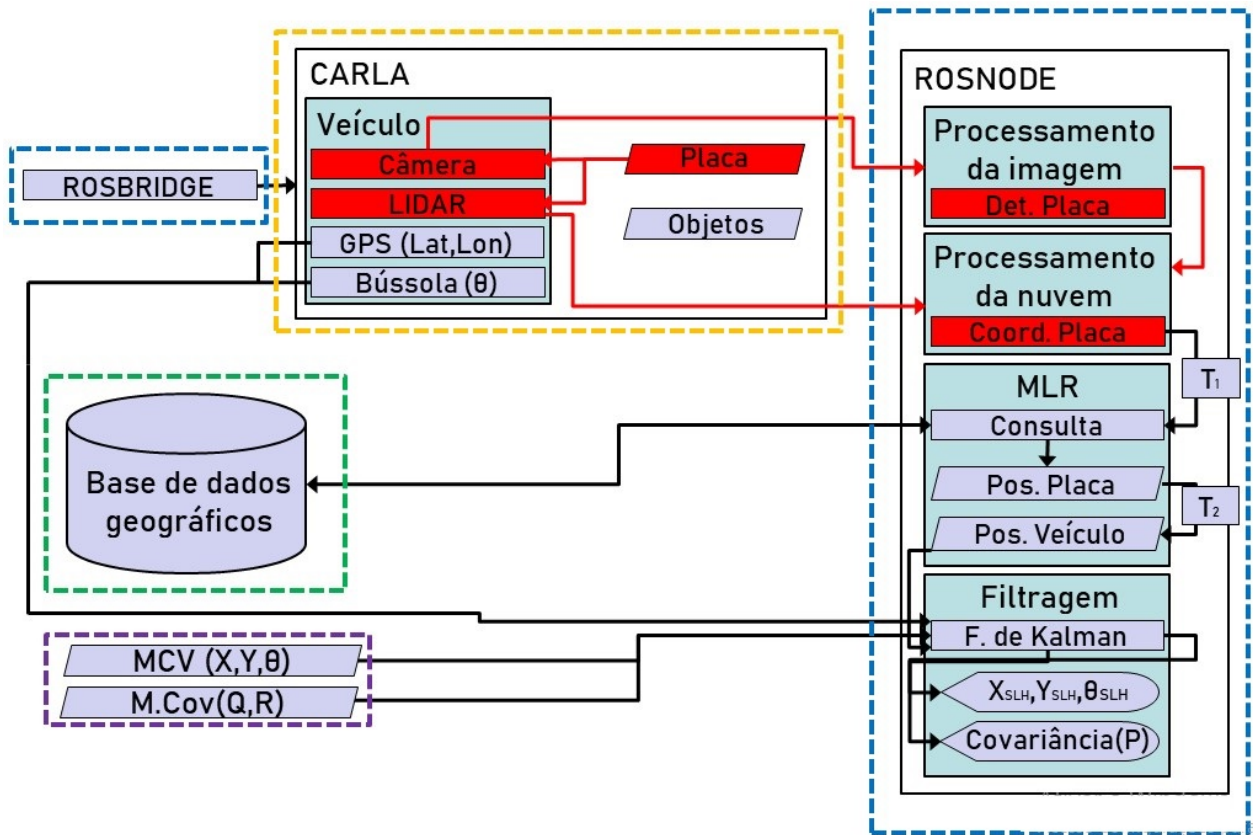 CARLA
Veículo
Câmera
LIDAR
GPS (Lat,Lon)
Bússola (θ)
Placa
Objetos
ROSBRIDGE
ROSNODE
Processamento
da imagem
Det. Placa
Processamento
da nuvem
Coord. Placa
T₁
MLR
Consulta
Pos. Placa
T₂
Pos. Veículo
Base de dados
geográficos
Filtragem
F. de Kalman
MCV (X,Y,θ)
M.Cov(Q,R)
XSLH,YSLH,θSLH
Covariância(P)